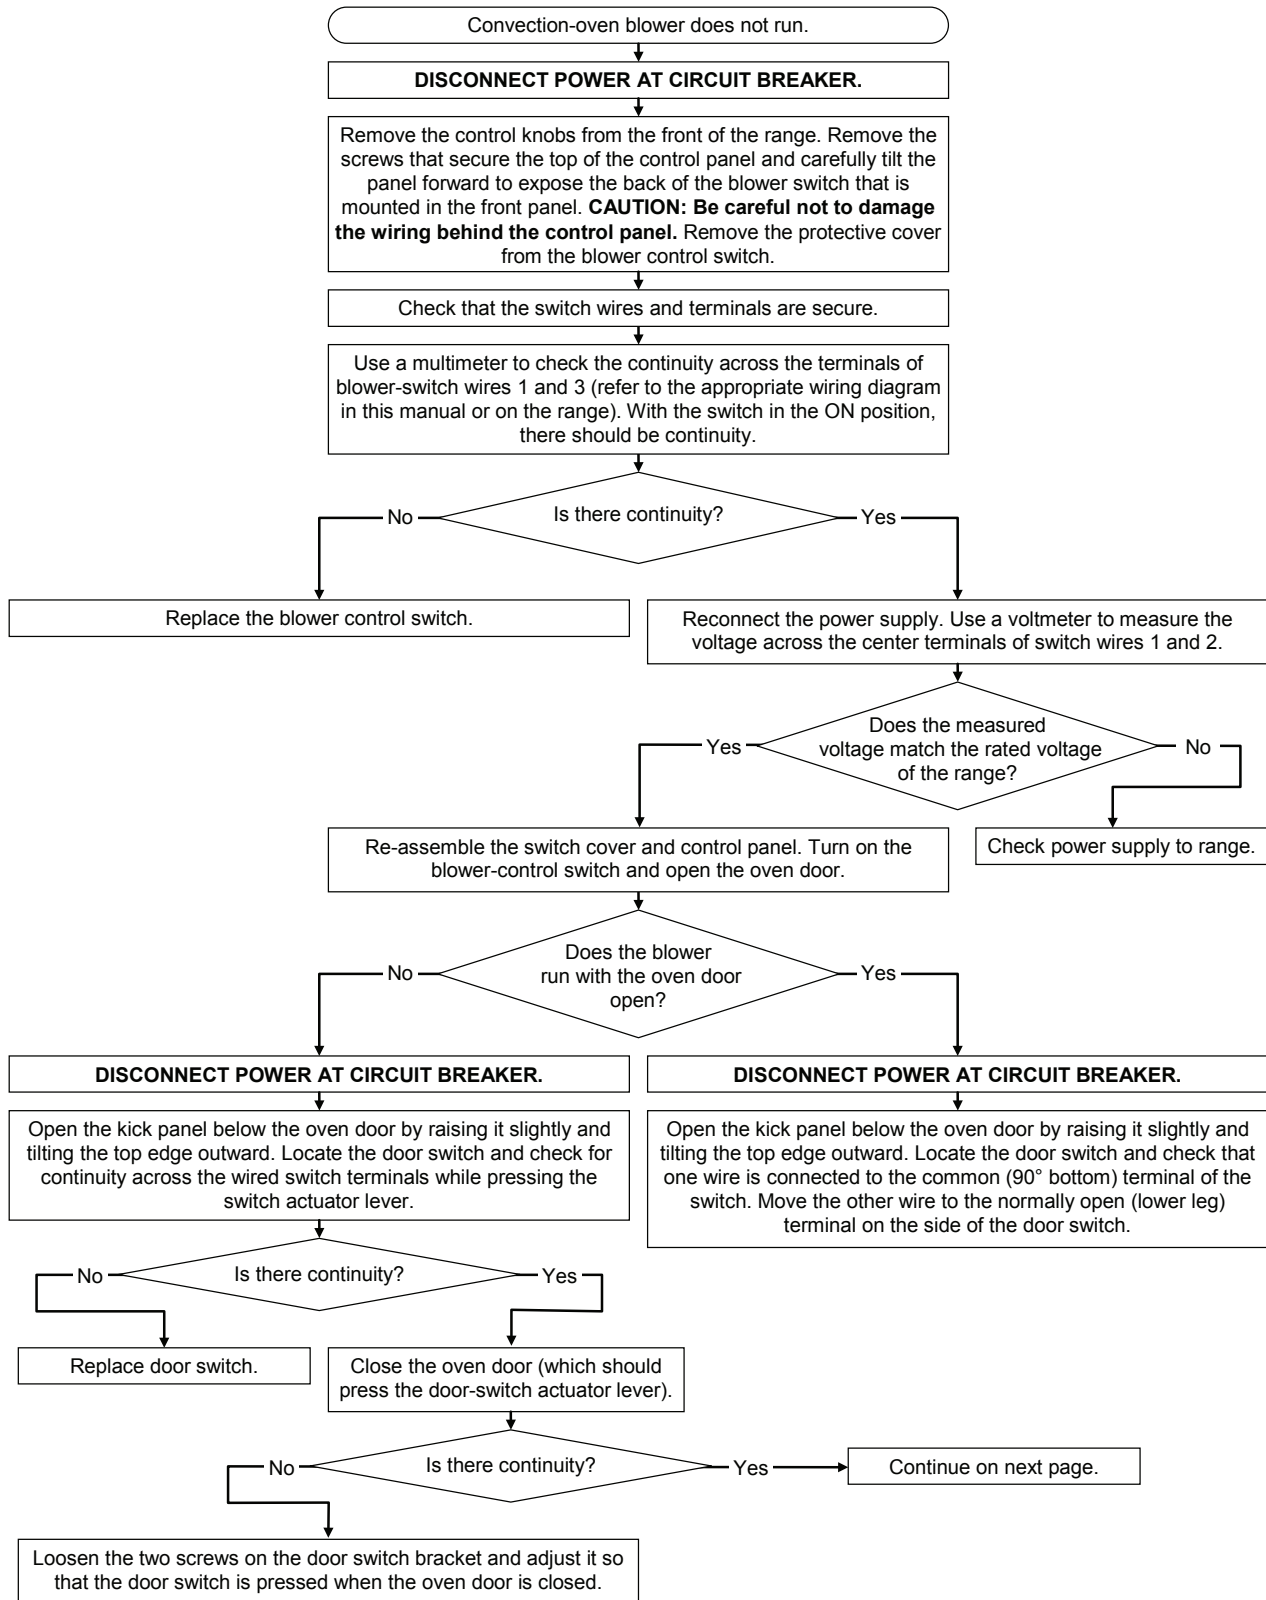 Convection-oven blower does not run.
DISCONNECT POWER AT CIRCUIT BREAKER.
Remove the control knobs from the front of the range. Remove the
screws that secure the top of the control panel and carefully tilt the
panel forward to expose the back of the blower switch that is
mounted in the front panel. CAUTION: Be careful not to damage
the wiring behind the control panel. Remove the protective cover
from the blower control switch.
Check that the switch wires and terminals are secure.
Use a multimeter to check the continuity across the terminals of
blower-switch wires 1 and 3 (refer to the appropriate wiring diagram
in this manual or on the range). With the switch in the ON position,
there should be continuity.
No
Is there continuity?
Yes
Replace the blower control switch.
Reconnect the power supply. Use a voltmeter to measure the
voltage across the center terminals of switch wires 1 and 2.
Yes
Does the measured
voltage match the rated voltage
of the range?
No
Re-assemble the switch cover and control panel. Turn on the
blower-control switch and open the oven door.
Check power supply to range.
No
Does the blower
run with the oven door
open?
Yes
DISCONNECT POWER AT CIRCUIT BREAKER.
Open the kick panel below the oven door by raising it slightly and
tilting the top edge outward. Locate the door switch and check for
continuity across the wired switch terminals while pressing the
switch actuator lever.
DISCONNECT POWER AT CIRCUIT BREAKER.
Open the kick panel below the oven door by raising it slightly and
tilting the top edge outward. Locate the door switch and check that
one wire is connected to the common (90° bottom) terminal of the
switch. Move the other wire to the normally open (lower leg)
terminal on the side of the door switch.
No
Is there continuity?
Yes
Replace door switch.
Close the oven door (which should
press the door-switch actuator lever).
No
Is there continuity?
Yes
Continue on next page.
Loosen the two screws on the door switch bracket and adjust it so
that the door switch is pressed when the oven door is closed.